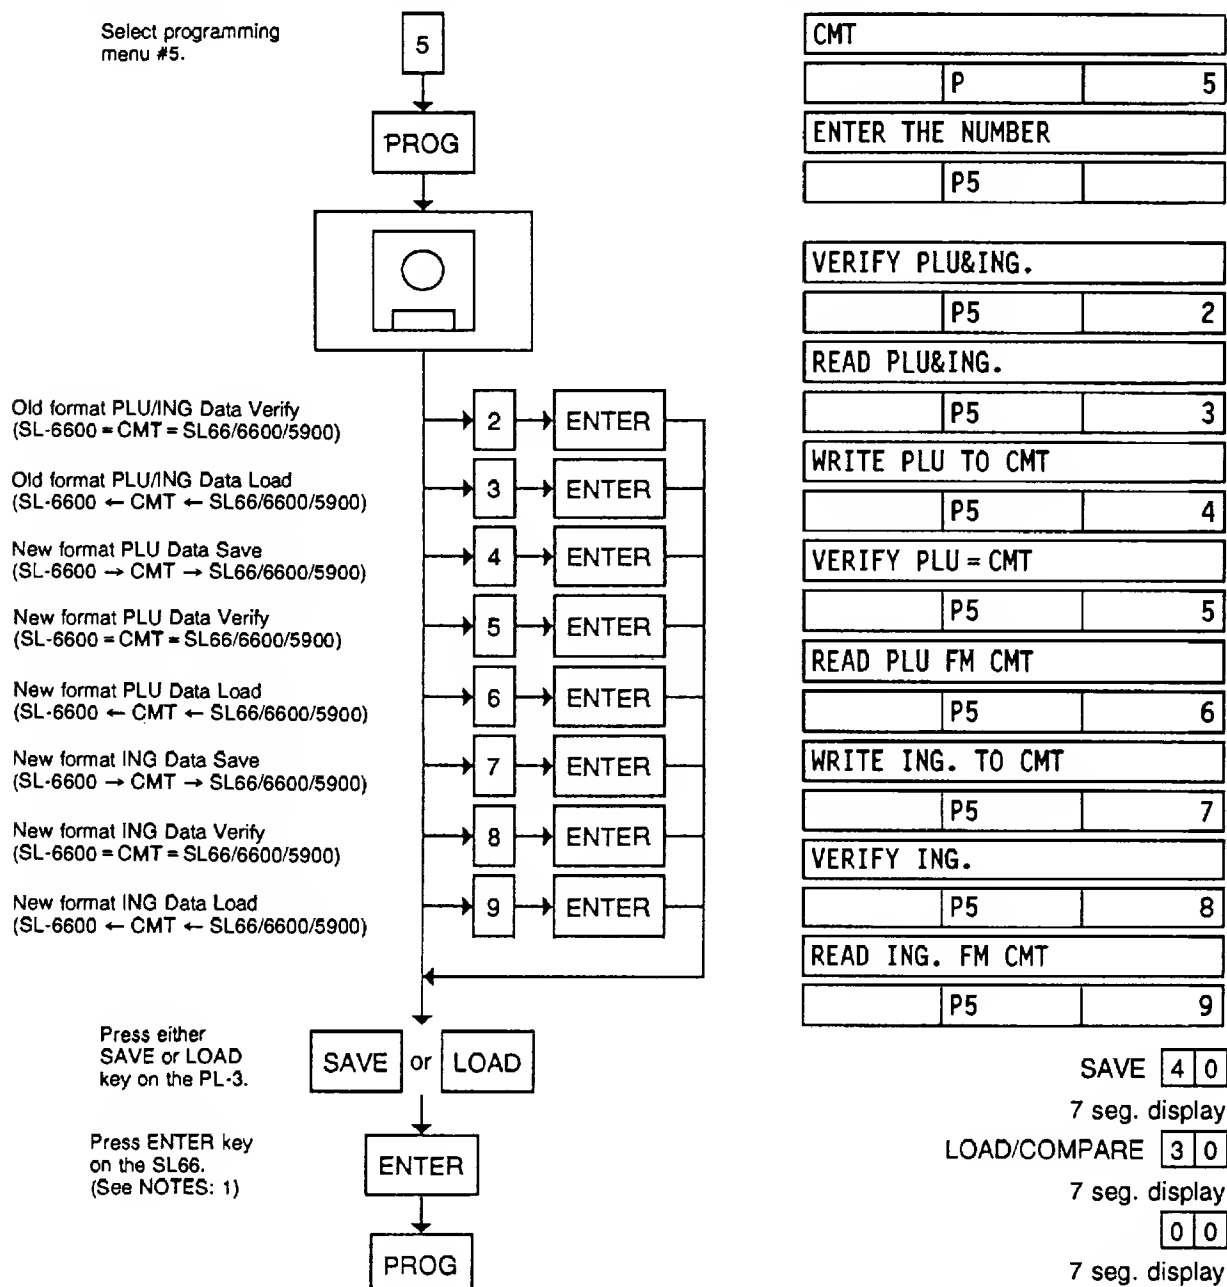 Select programming
menu #5.
5
PROG
CMT
P 5
ENTER THE NUMBER
P5
VERIFY PLU&ING.
P5 2
READ PLU&ING.
P5 3
WRITE PLU TO CMT
P5 4
VERIFY PLU = CMT
P5 5
READ PLU FM CMT
P5 6
WRITE ING. TO CMT
P5 7
VERIFY ING.
P5 8
READ ING. FM CMT
P5 9
Old format PLU/ING Data Verify
(SL-6600 = CMT = SL66/6600/5900)
2 ENTER
Old format PLU/ING Data Load
(SL-6600 ← CMT ← SL66/6600/5900)
3 ENTER
New format PLU Data Save
(SL-6600 → CMT → SL66/6600/5900)
4 ENTER
New format PLU Data Verify
(SL-6600 = CMT = SL66/6600/5900)
5 ENTER
New format PLU Data Load
(SL-6600 ← CMT ← SL66/6600/5900)
6 ENTER
New format ING Data Save
(SL-6600 → CMT → SL66/6600/5900)
7 ENTER
New format ING Data Verify
(SL-6600 = CMT = SL66/6600/5900)
8 ENTER
New format ING Data Load
(SL-6600 ← CMT ← SL66/6600/5900)
9 ENTER
Press either
SAVE or LOAD
key on the PL-3.
SAVE or LOAD
Press ENTER key
on the SL66.
(See NOTES: 1)
ENTER
PROG
SAVE 4 0
7 seg. display
LOAD/COMPARE 3 0
7 seg. display
0 0
7 seg. display